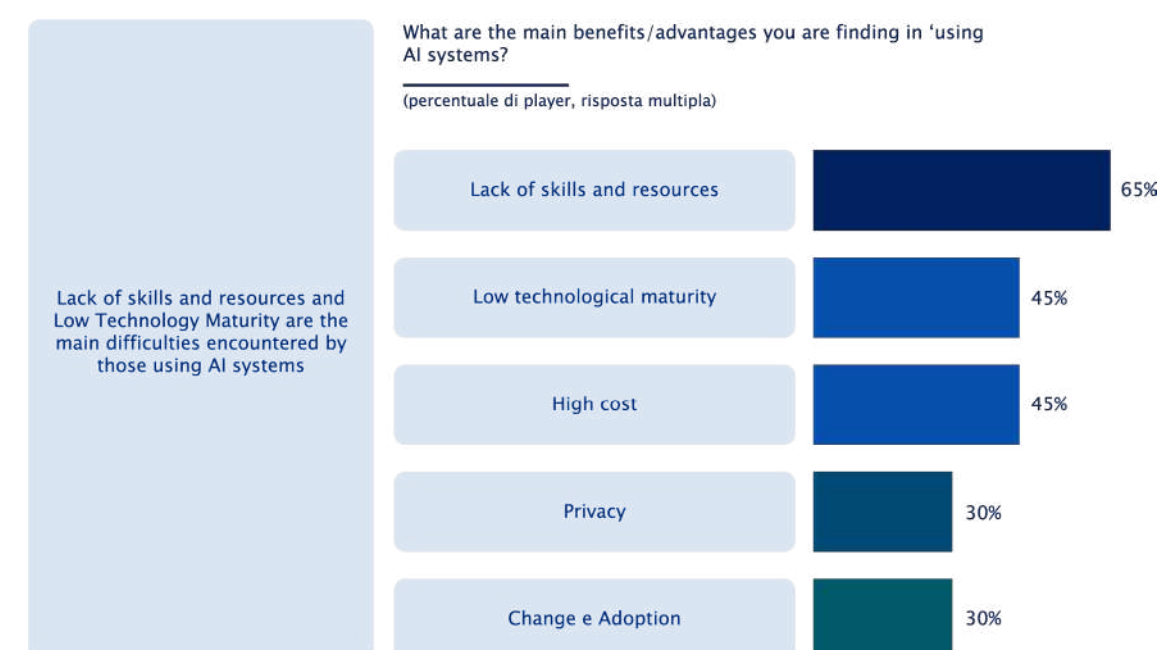 Lack of skills and resources and
Low Technology Maturity are the
main difficulties encountered by
those using AI systems
What are the main benefits/advantages you are finding in ‘using
AI systems?
(percentuale di player, risposta multipla)
Lack of skills and resources
65%
Low technological maturity
45%
High cost
45%
Privacy
30%
Change e Adoption
30%